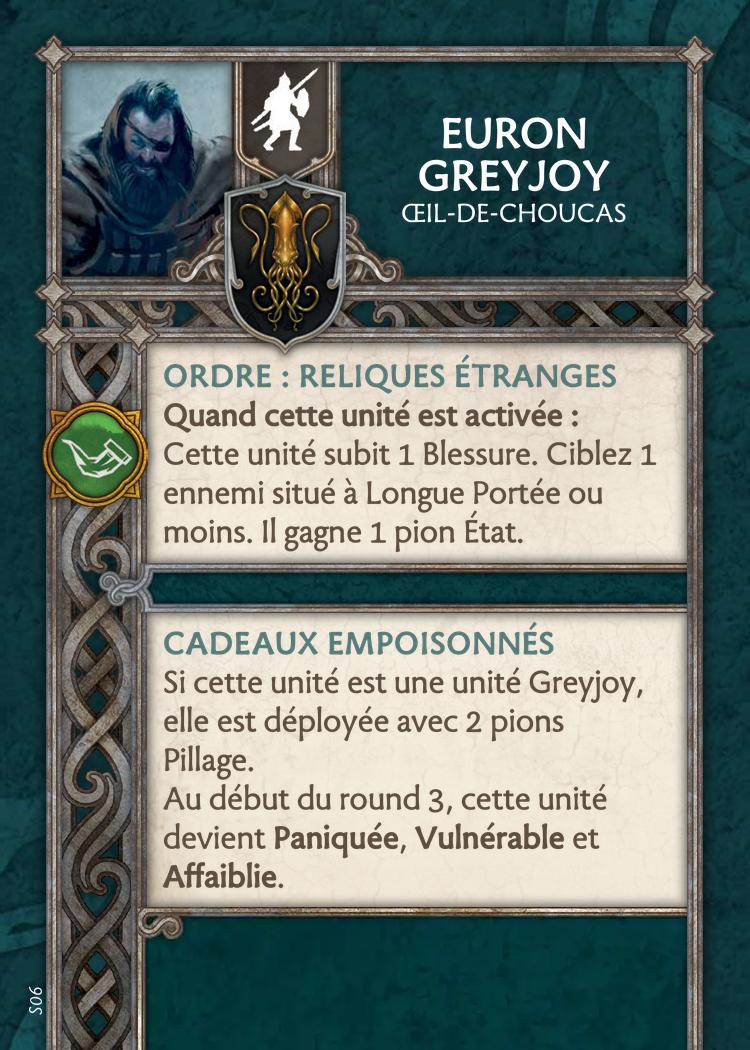 EURON
GREYJOY
ŒIL-DE-CHOUCAS
ORDRE : RELIQUES ÉTRANGES
Quand cette unité est activée :
Cette unité subit 1 Blessure. Ciblez 1
ennemi situé à Longue Portée ou
moins. Il gagne 1 pion État.
CADEAUX EMPOISONNÉS
Si cette unité est une unité Greyjoy,
elle est déployée avec 2 pions
Pillage.
Au début du round 3, cette unité
devient Paniquée, Vulnérable et
Affaiblie.
S06